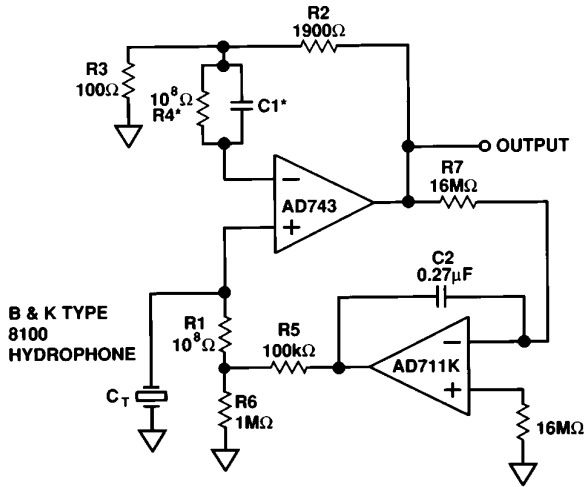 R2
1900Ω
R3
100Ω
10⁸Ω
R4*
C1*
OUTPUT
R7
16MΩ
−
AD743
+
C2
0.27μF
B & K TYPE
8100
HYDROPHONE
R1
10⁸Ω
R5
100kΩ
−
AD711K
+
CT
R6
1MΩ
16MΩ